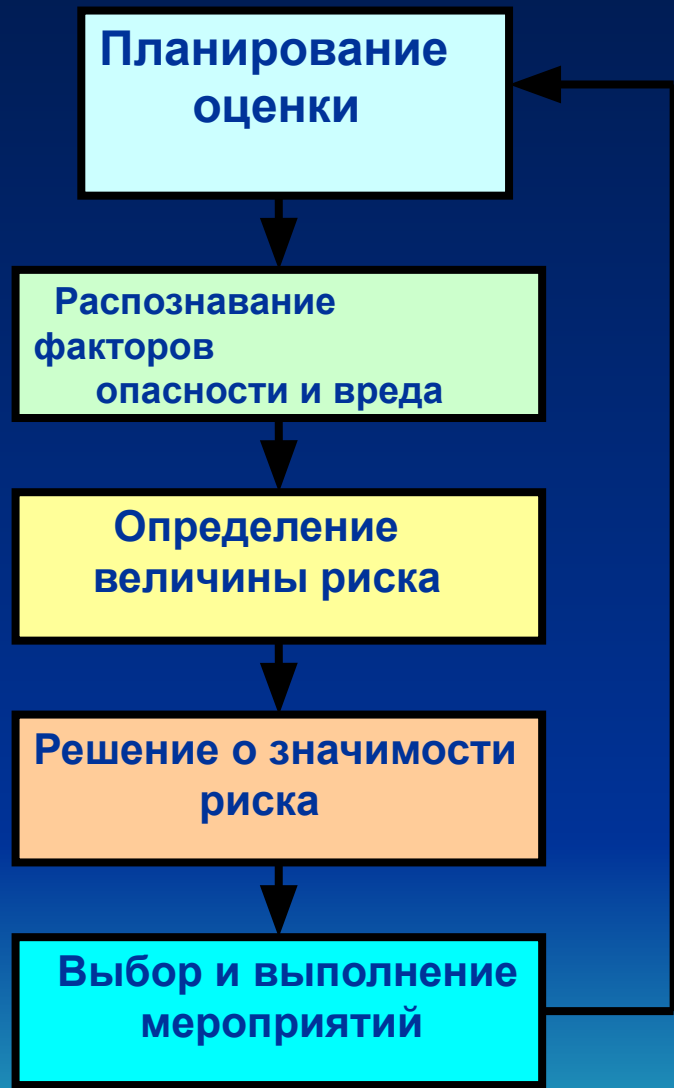 Планирование
оценки
Распознавание
факторов
опасности и вреда
Определение
величины риска
Решение о значимости
риска
Выбор и выполнение
мероприятий